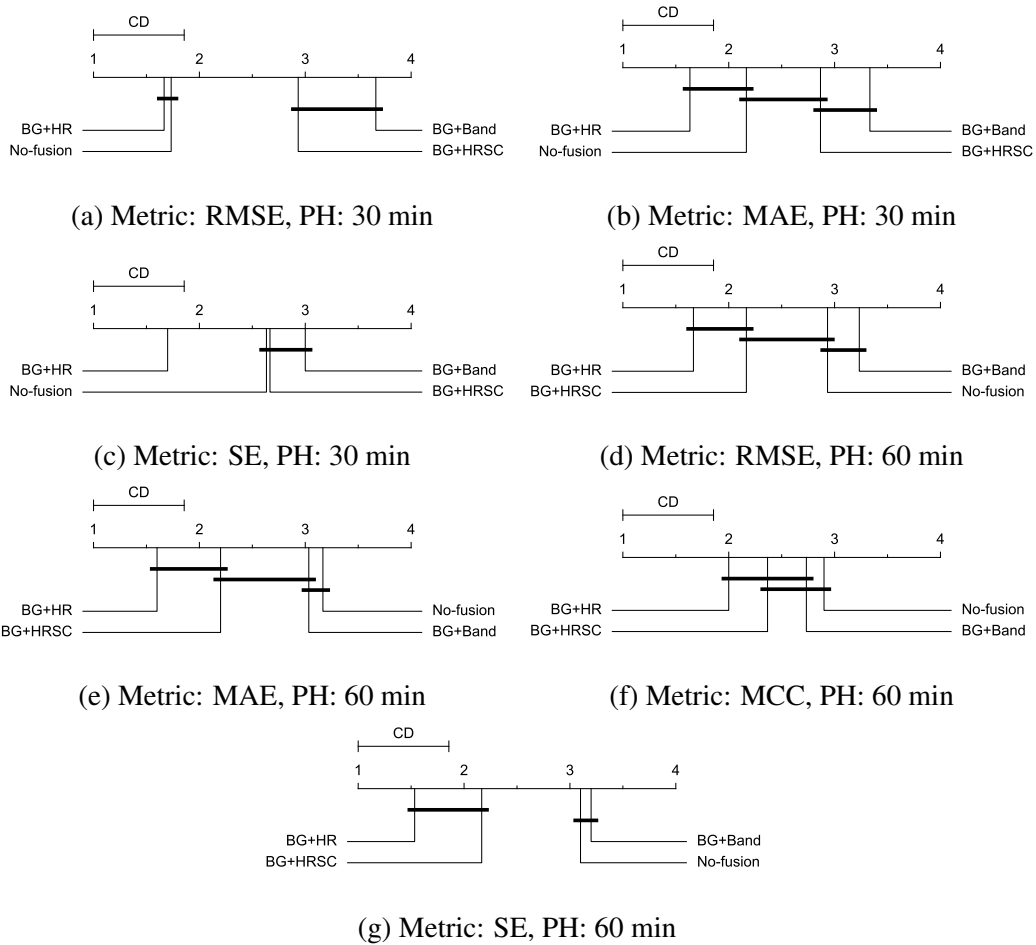 CD
1 2 3 4
BG+HR BG+Band
No-fusion BG+HRSC
(a) Metric: RMSE, PH: 30 min
CD
1 2 3 4
BG+HR BG+Band
No-fusion BG+HRSC
(b) Metric: MAE, PH: 30 min
CD
1 2 3 4
BG+HR BG+Band
No-fusion BG+HRSC
(c) Metric: SE, PH: 30 min
CD
1 2 3 4
BG+HR BG+Band
BG+HRSC No-fusion
(d) Metric: RMSE, PH: 60 min
CD
1 2 3 4
BG+HR No-fusion
BG+HRSC BG+Band
(e) Metric: MAE, PH: 60 min
CD
1 2 3 4
BG+HR No-fusion
BG+HRSC BG+Band
(f) Metric: MCC, PH: 60 min
CD
1 2 3 4
BG+HR BG+Band
BG+HRSC No-fusion
(g) Metric: SE, PH: 60 min